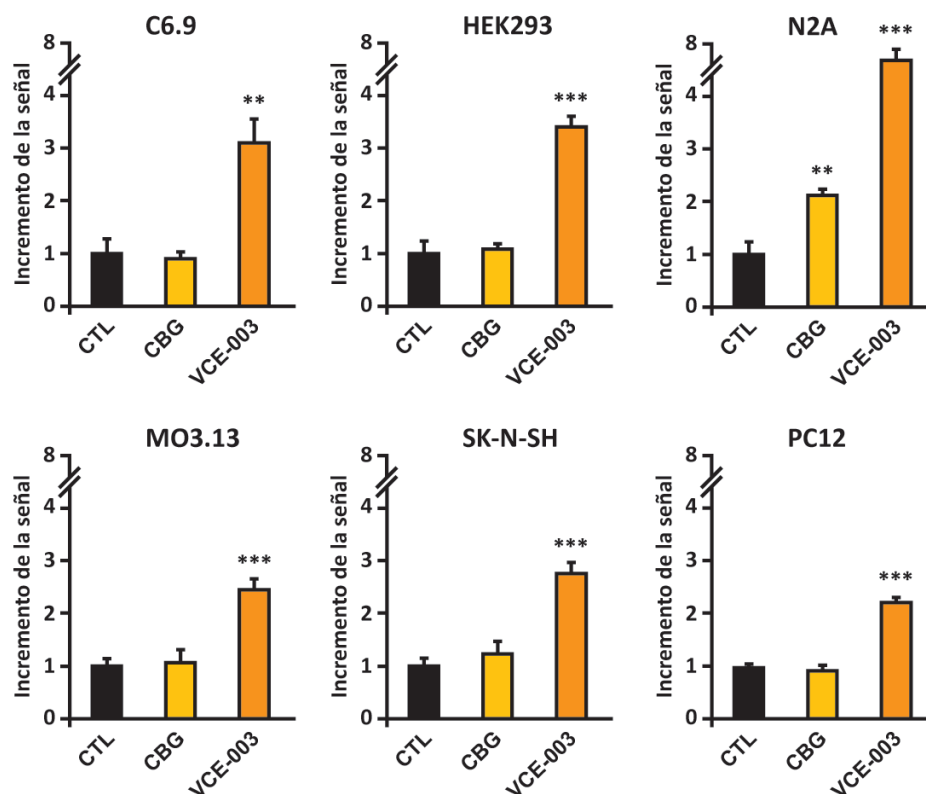 C6.9
Incremento de la señal
8
4
3
2
1
0
**
CTL
CBG
VCE-003
HEK293
Incremento de la señal
8
4
3
2
1
0
***
CTL
CBG
VCE-003
N2A
Incremento de la señal
8
4
3
2
1
0
**
***
CTL
CBG
VCE-003
MO3.13
Incremento de la señal
8
4
3
2
1
0
***
CTL
CBG
VCE-003
SK-N-SH
Incremento de la señal
8
4
3
2
1
0
***
CTL
CBG
VCE-003
PC12
Incremento de la señal
8
4
3
2
1
0
***
CTL
CBG
VCE-003